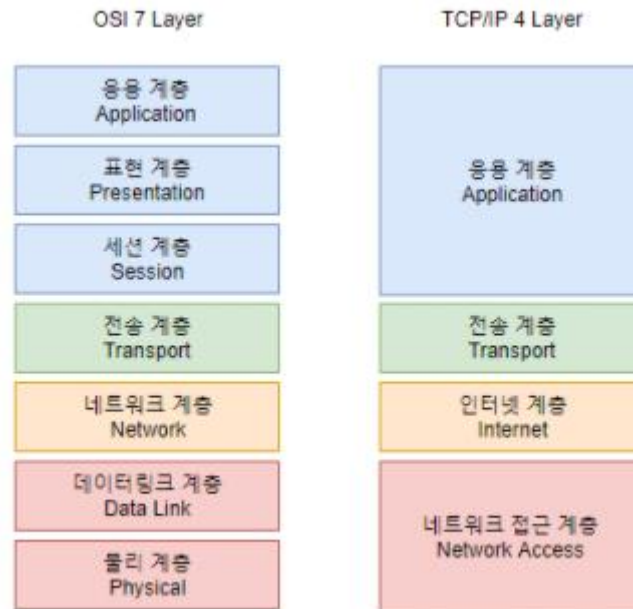 OSI 7 Layer
응용 계층
Application
표현 계층
Presentation
세션 계층
Session
전송 계층
Transport
네트워크 계층
Network
데이터링크 계층
Data Link
물리 계층
Physical
TCP/IP 4 Layer
응용 계층
Application
전송 계층
Transport
인터넷 계층
Internet
네트워크 접근 계층
Network Access